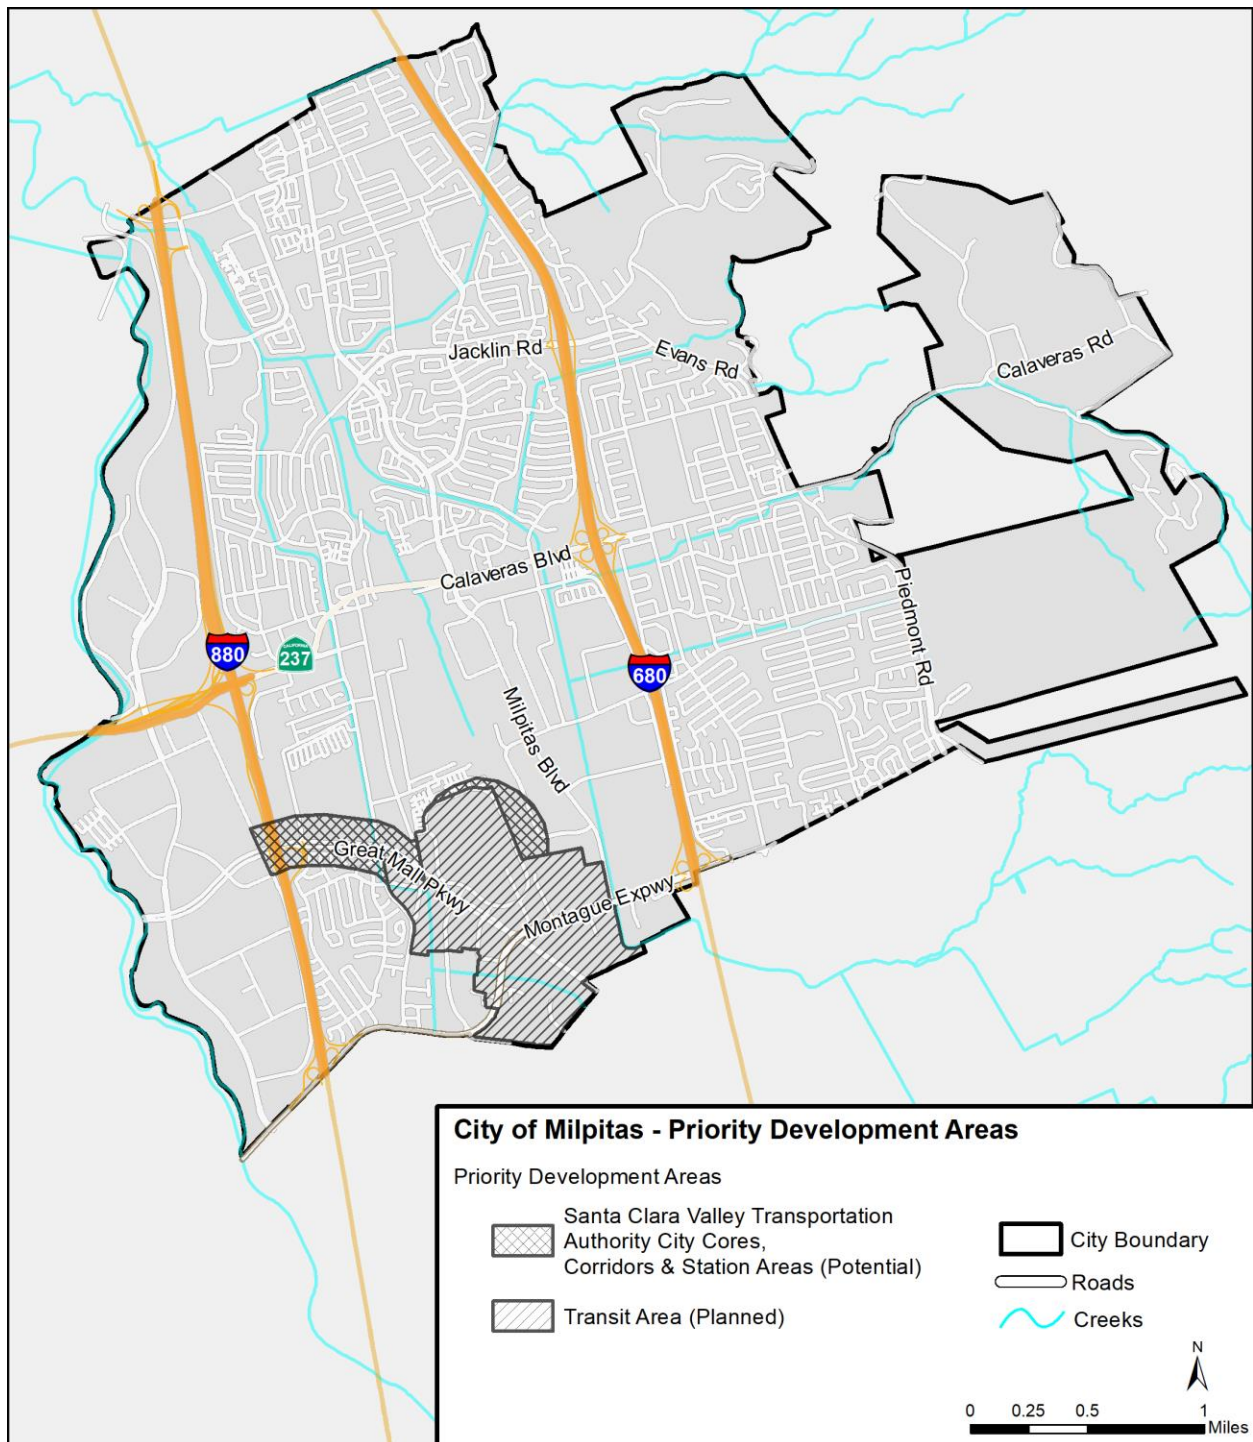 Jacklin Rd
Evans Rd
Calaveras Rd
Calaveras Blvd
Piedmont Rd
880
CALIFORNIA
237
680
Milpitas Blvd
Great Mall Pkwy
Montague Expwy
City of Milpitas - Priority Development Areas
Priority Development Areas
Santa Clara Valley Transportation
Authority City Cores,
Corridors & Station Areas (Potential)
Transit Area (Planned)
City Boundary
Roads
Creeks
N
0 0.25 0.5 1
Miles